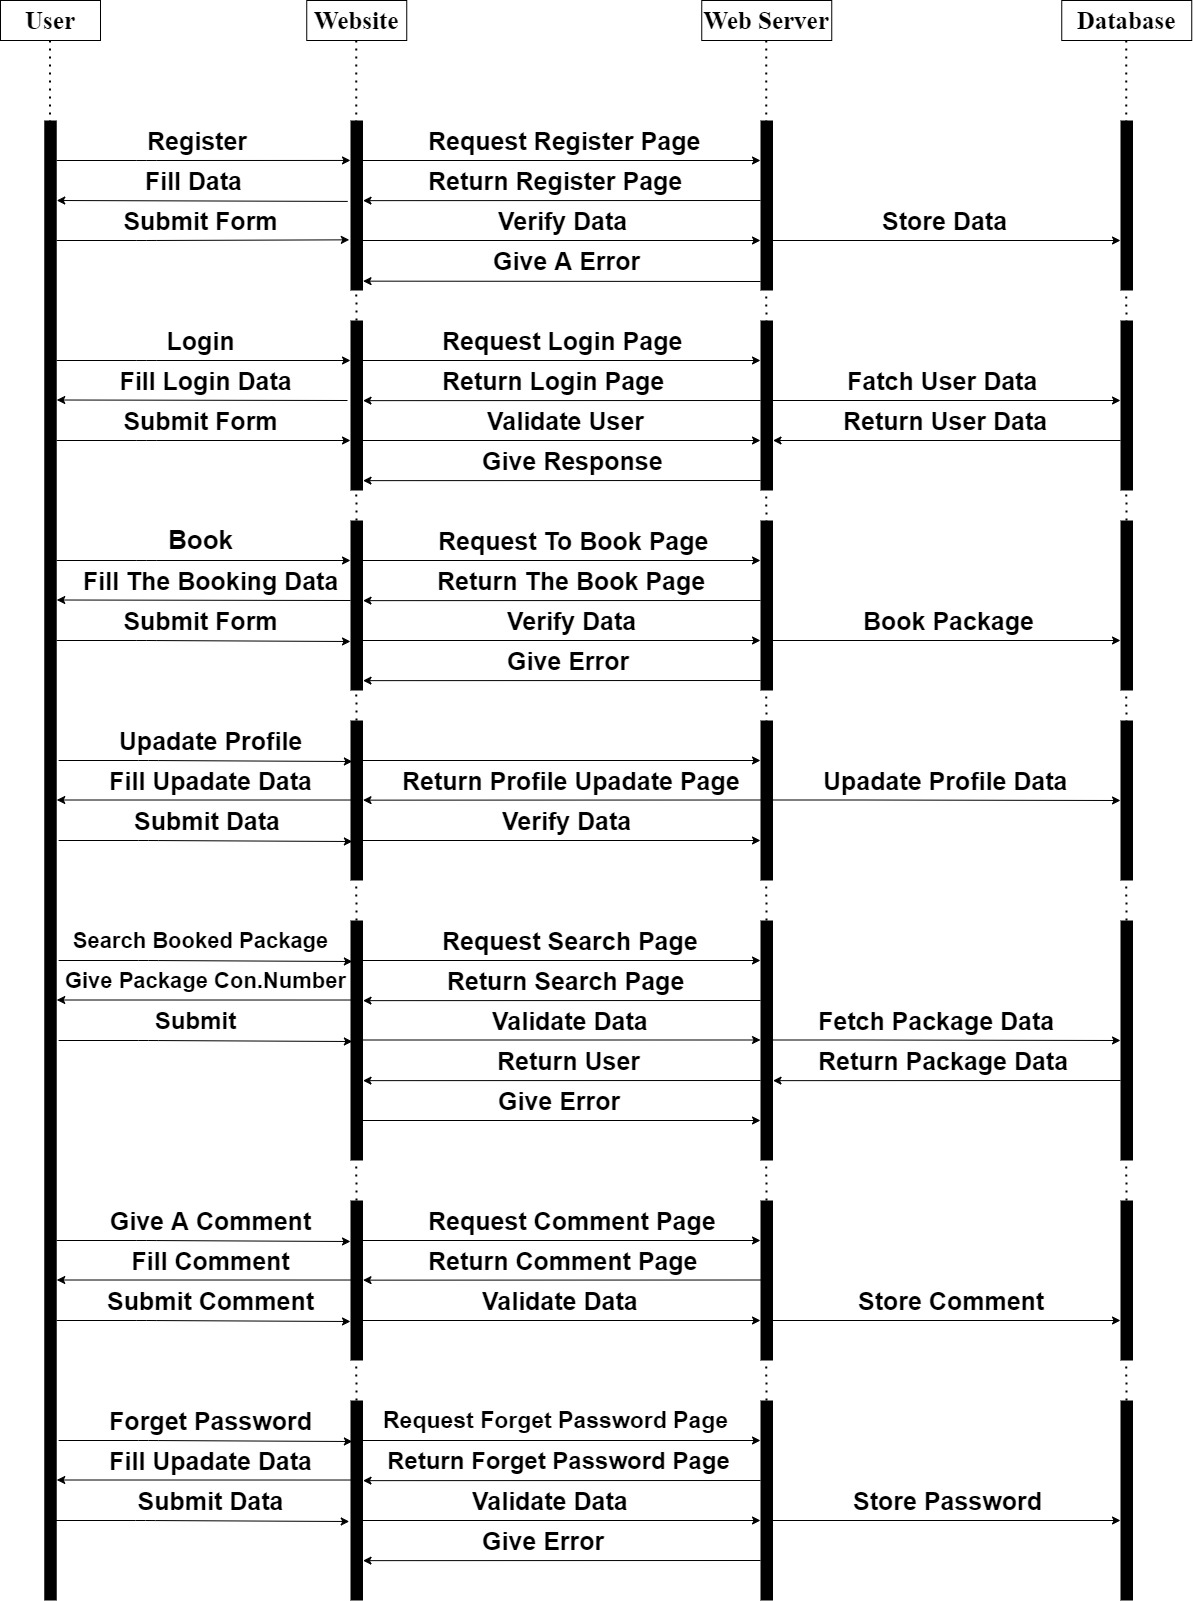 User Website Web Server Database
Register Request Register Page
Fill Data Return Register Page
Submit Form Verify Data Store Data
Give A Error
Login Request Login Page
Fill Login Data Return Login Page Fatch User Data
Submit Form Validate User Return User Data
Give Response
Book Request To Book Page
Fill The Booking Data Return The Book Page
Submit Form Verify Data Book Package
Give Error
Upadate Profile
Fill Upadate Data Return Profile Upadate Page Upadate Profile Data
Submit Data Verify Data
Search Booked Package Request Search Page
Give Package Con.Number Return Search Page
Submit Validate Data Fetch Package Data
Return User Return Package Data
Give Error
Give A Comment Request Comment Page
Fill Comment Return Comment Page
Submit Comment Validate Data Store Comment
Forget Password Request Forget Password Page
Fill Upadate Data Return Forget Password Page
Submit Data Validate Data Store Password
Give Error